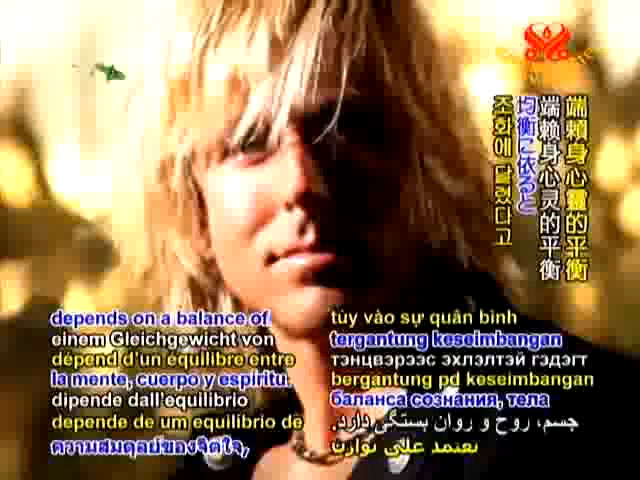 端賴身心靈的平衡
端赖身心灵的平衡
均衡に依ると
조화에 달렸다고
depends on a balance of
einem Gleichgewicht von
dépend d'un équilibre entre
la mente, cuerpo y espíritu.
dipende dall'equilibrio
depende de um equilíbrio de
ความสมดุลย์ของจิตใจ,
tùy vào sự quân bình
tergantung keseimbangan
тэнцвэрээс эхлэлтэй гэдэгт
bergantung pd keseimbangan
баланса сознания, тела
جسم، روح و روان بستگی دارد.
تعتمد على توازن